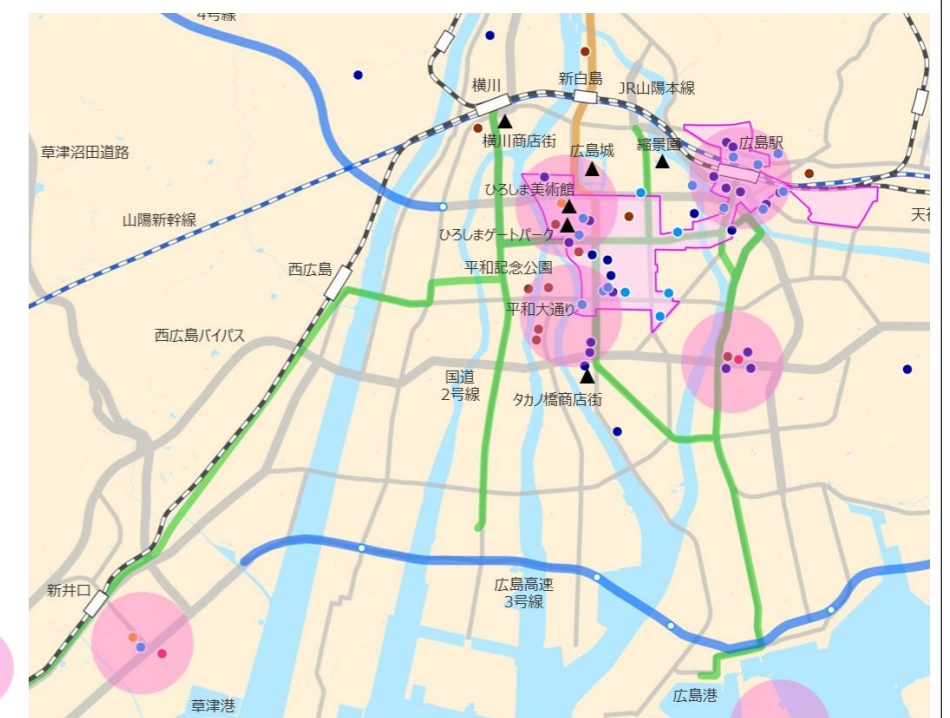 4号線
横川
新白島
JR山陽本線
横川商店街
広島城
縮景園
広島駅
草津沼田道路
ひろしま美術館
山陽新幹線
ひろしまゲートパーク
天神
西広島
平和記念公園
平和大通り
西広島バイパス
国道
2号線
タカノ橋商店街
新井口
広島高速
3号線
草津港
広島港